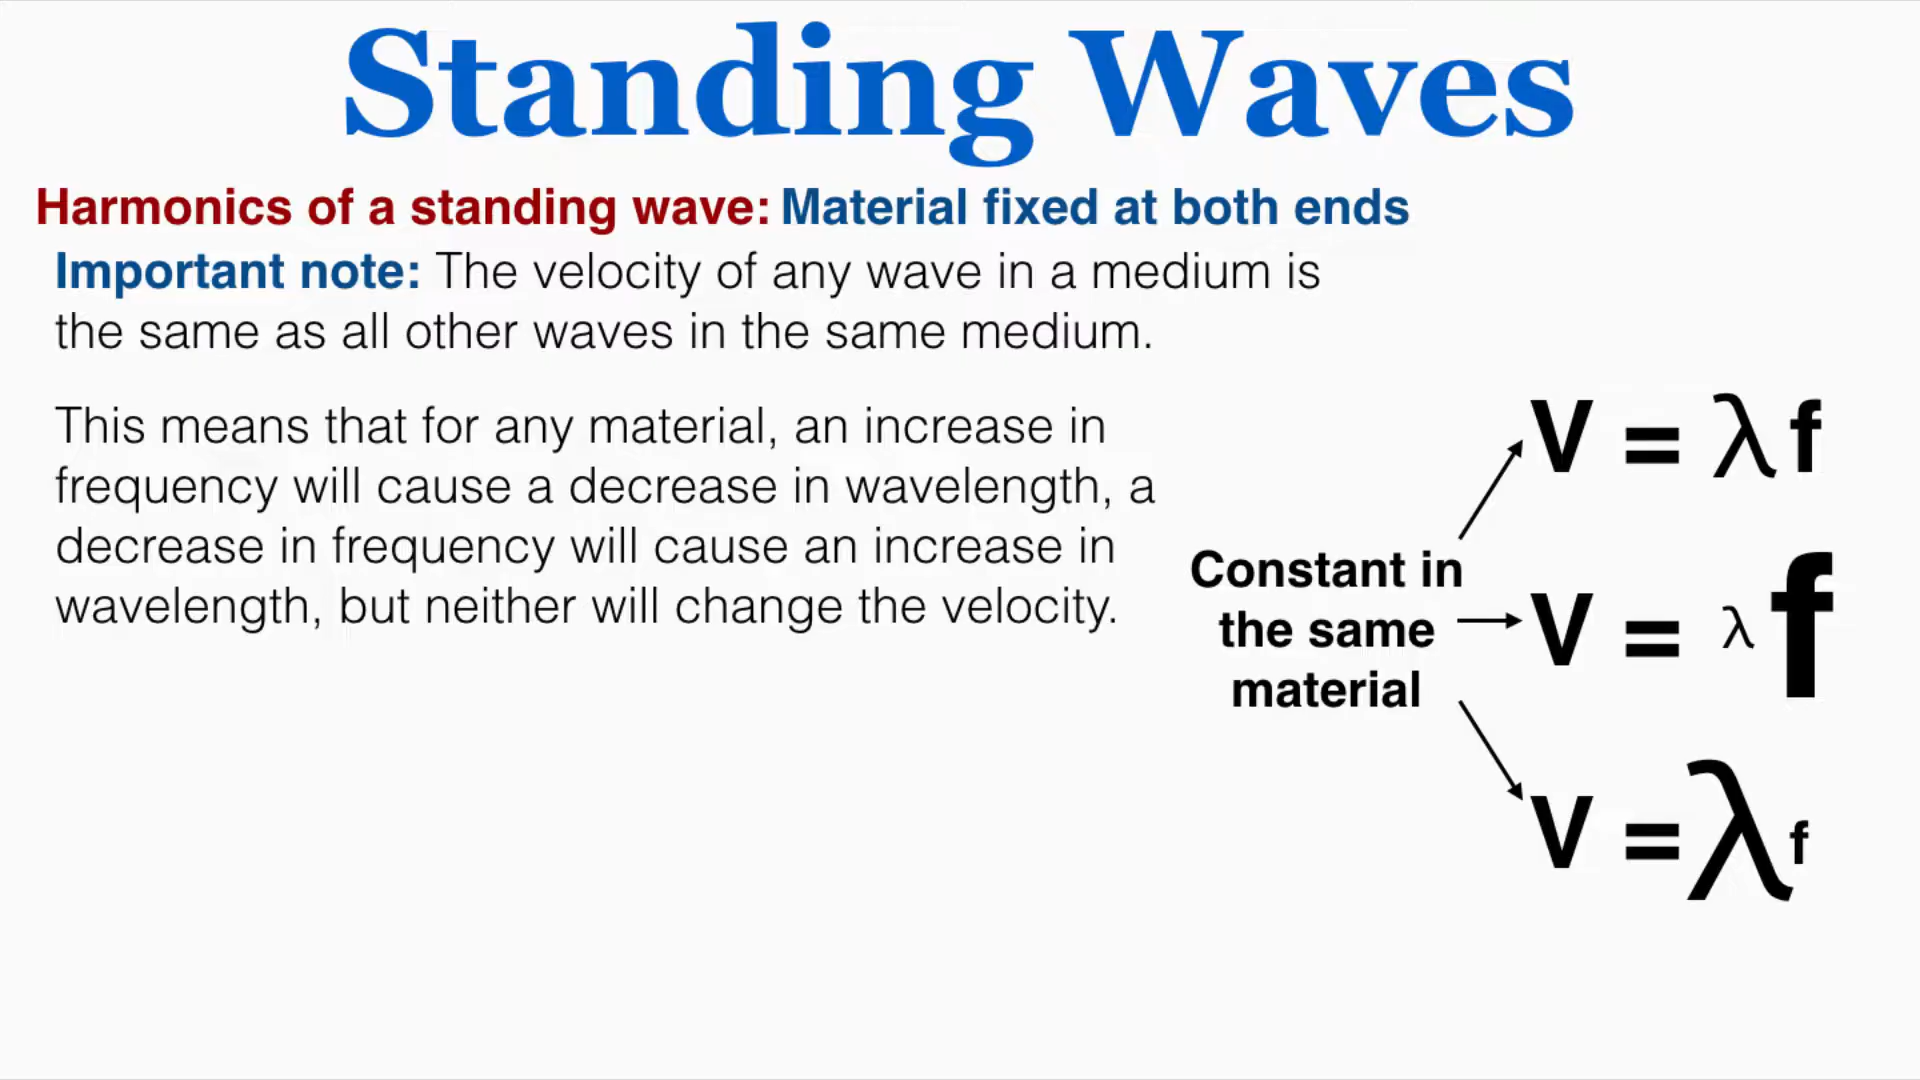 Standing Waves
Harmonics of a standing wave: Material fixed at both ends
Important note: The velocity of any wave in a medium is
the same as all other waves in the same medium.
This means that for any material, an increase in
frequency will cause a decrease in wavelength, a
decrease in frequency will cause an increase in
wavelength, but neither will change the velocity.
Constant in
the same
material
V = λ f
V = λ f
V = λ f